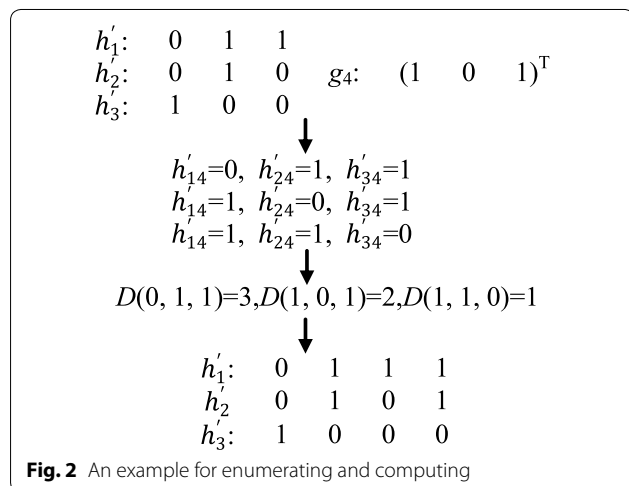 h'₁: 0 1 1
h'₂: 0 1 0 g₄: (1 0 1)ᵀ
h'₃: 1 0 0
h'₁₄=0, h'₂₄=1, h'₃₄=1
h'₁₄=1, h'₂₄=0, h'₃₄=1
h'₁₄=1, h'₂₄=1, h'₃₄=0
D(0, 1, 1)=3,D(1, 0, 1)=2,D(1, 1, 0)=1
h'₁: 0 1 1 1
h'₂ 0 1 0 1
h'₃: 1 0 0 0
Fig. 2 An example for enumerating and computing